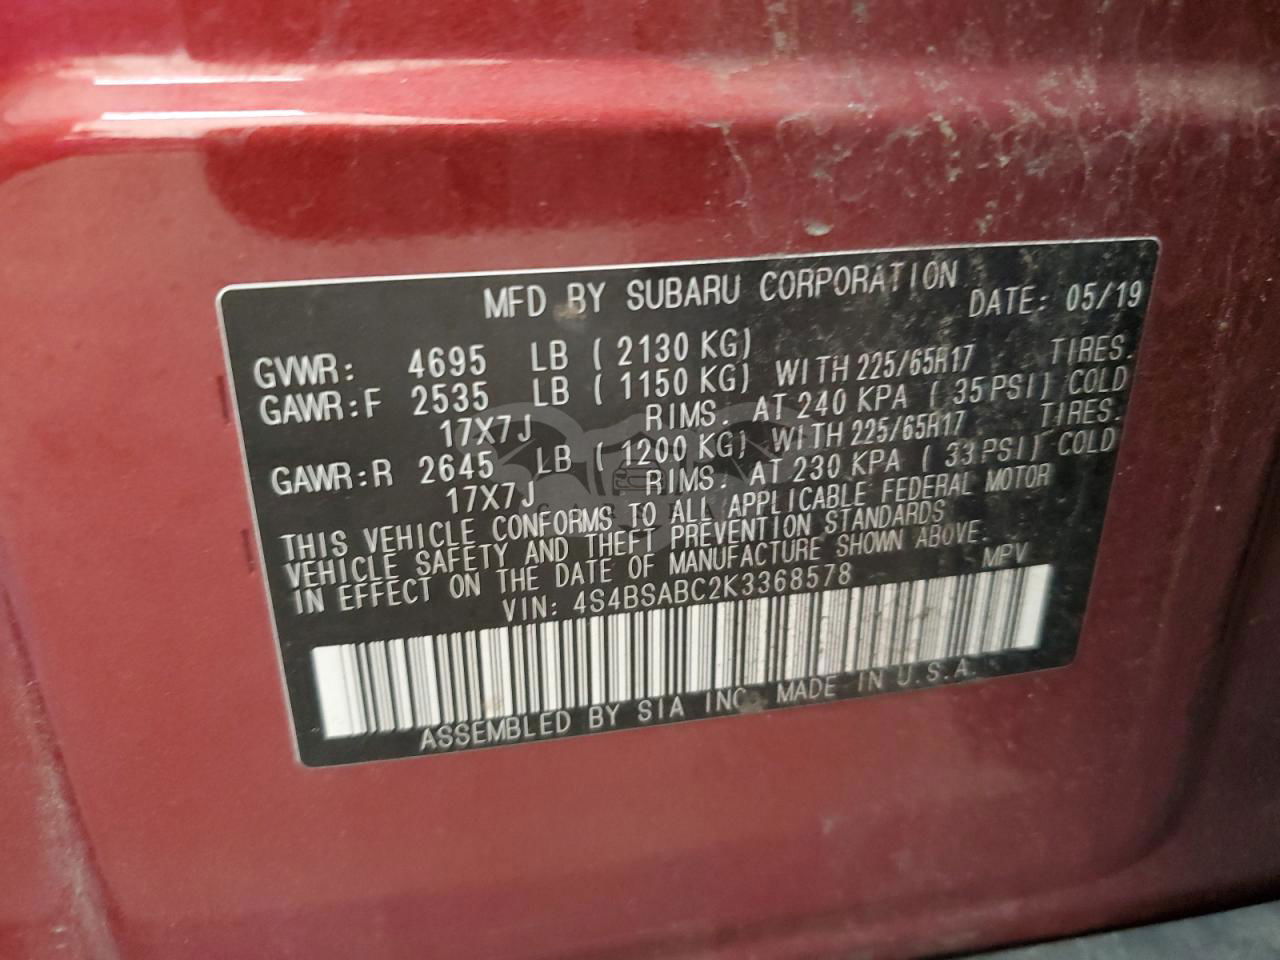 MFD BY SUBARU CORPORATION DATE: 05/19
GVWR: 4695 LB ( 2130 KG)
GAWR:F 2535 LB ( 1150 KG) WITH 225/65R17 TIRES.
17X7J RIMS. AT 240 KPA ( 35 PSI) COLD
GAWR:R 2645 LB ( 1200 KG) WITH 225/65R17 TIRES.
17X7J RIMS. AT 230 KPA ( 33 PSI) COLD
THIS VEHICLE CONFORMS TO ALL APPLICABLE FEDERAL MOTOR
VEHICLE SAFETY AND THEFT PREVENTION STANDARDS
IN EFFECT ON THE DATE OF MANUFACTURE SHOWN ABOVE.
VIN: 4S4BSABC2K3368578 MPV
ASSEMBLED BY SIA INC. MADE IN U.S.A.